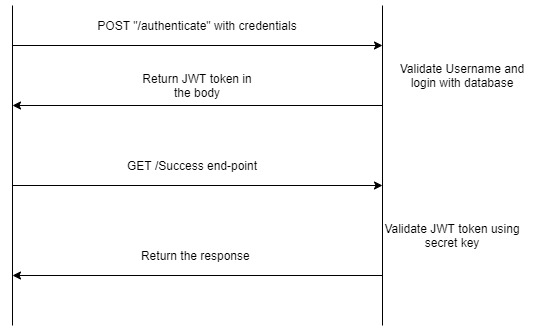 POST "/authenticate" with credentials
Validate Username and
login with database
Return JWT token in
the body
GET /Success end-point
Validate JWT token using
secret key
Return the response